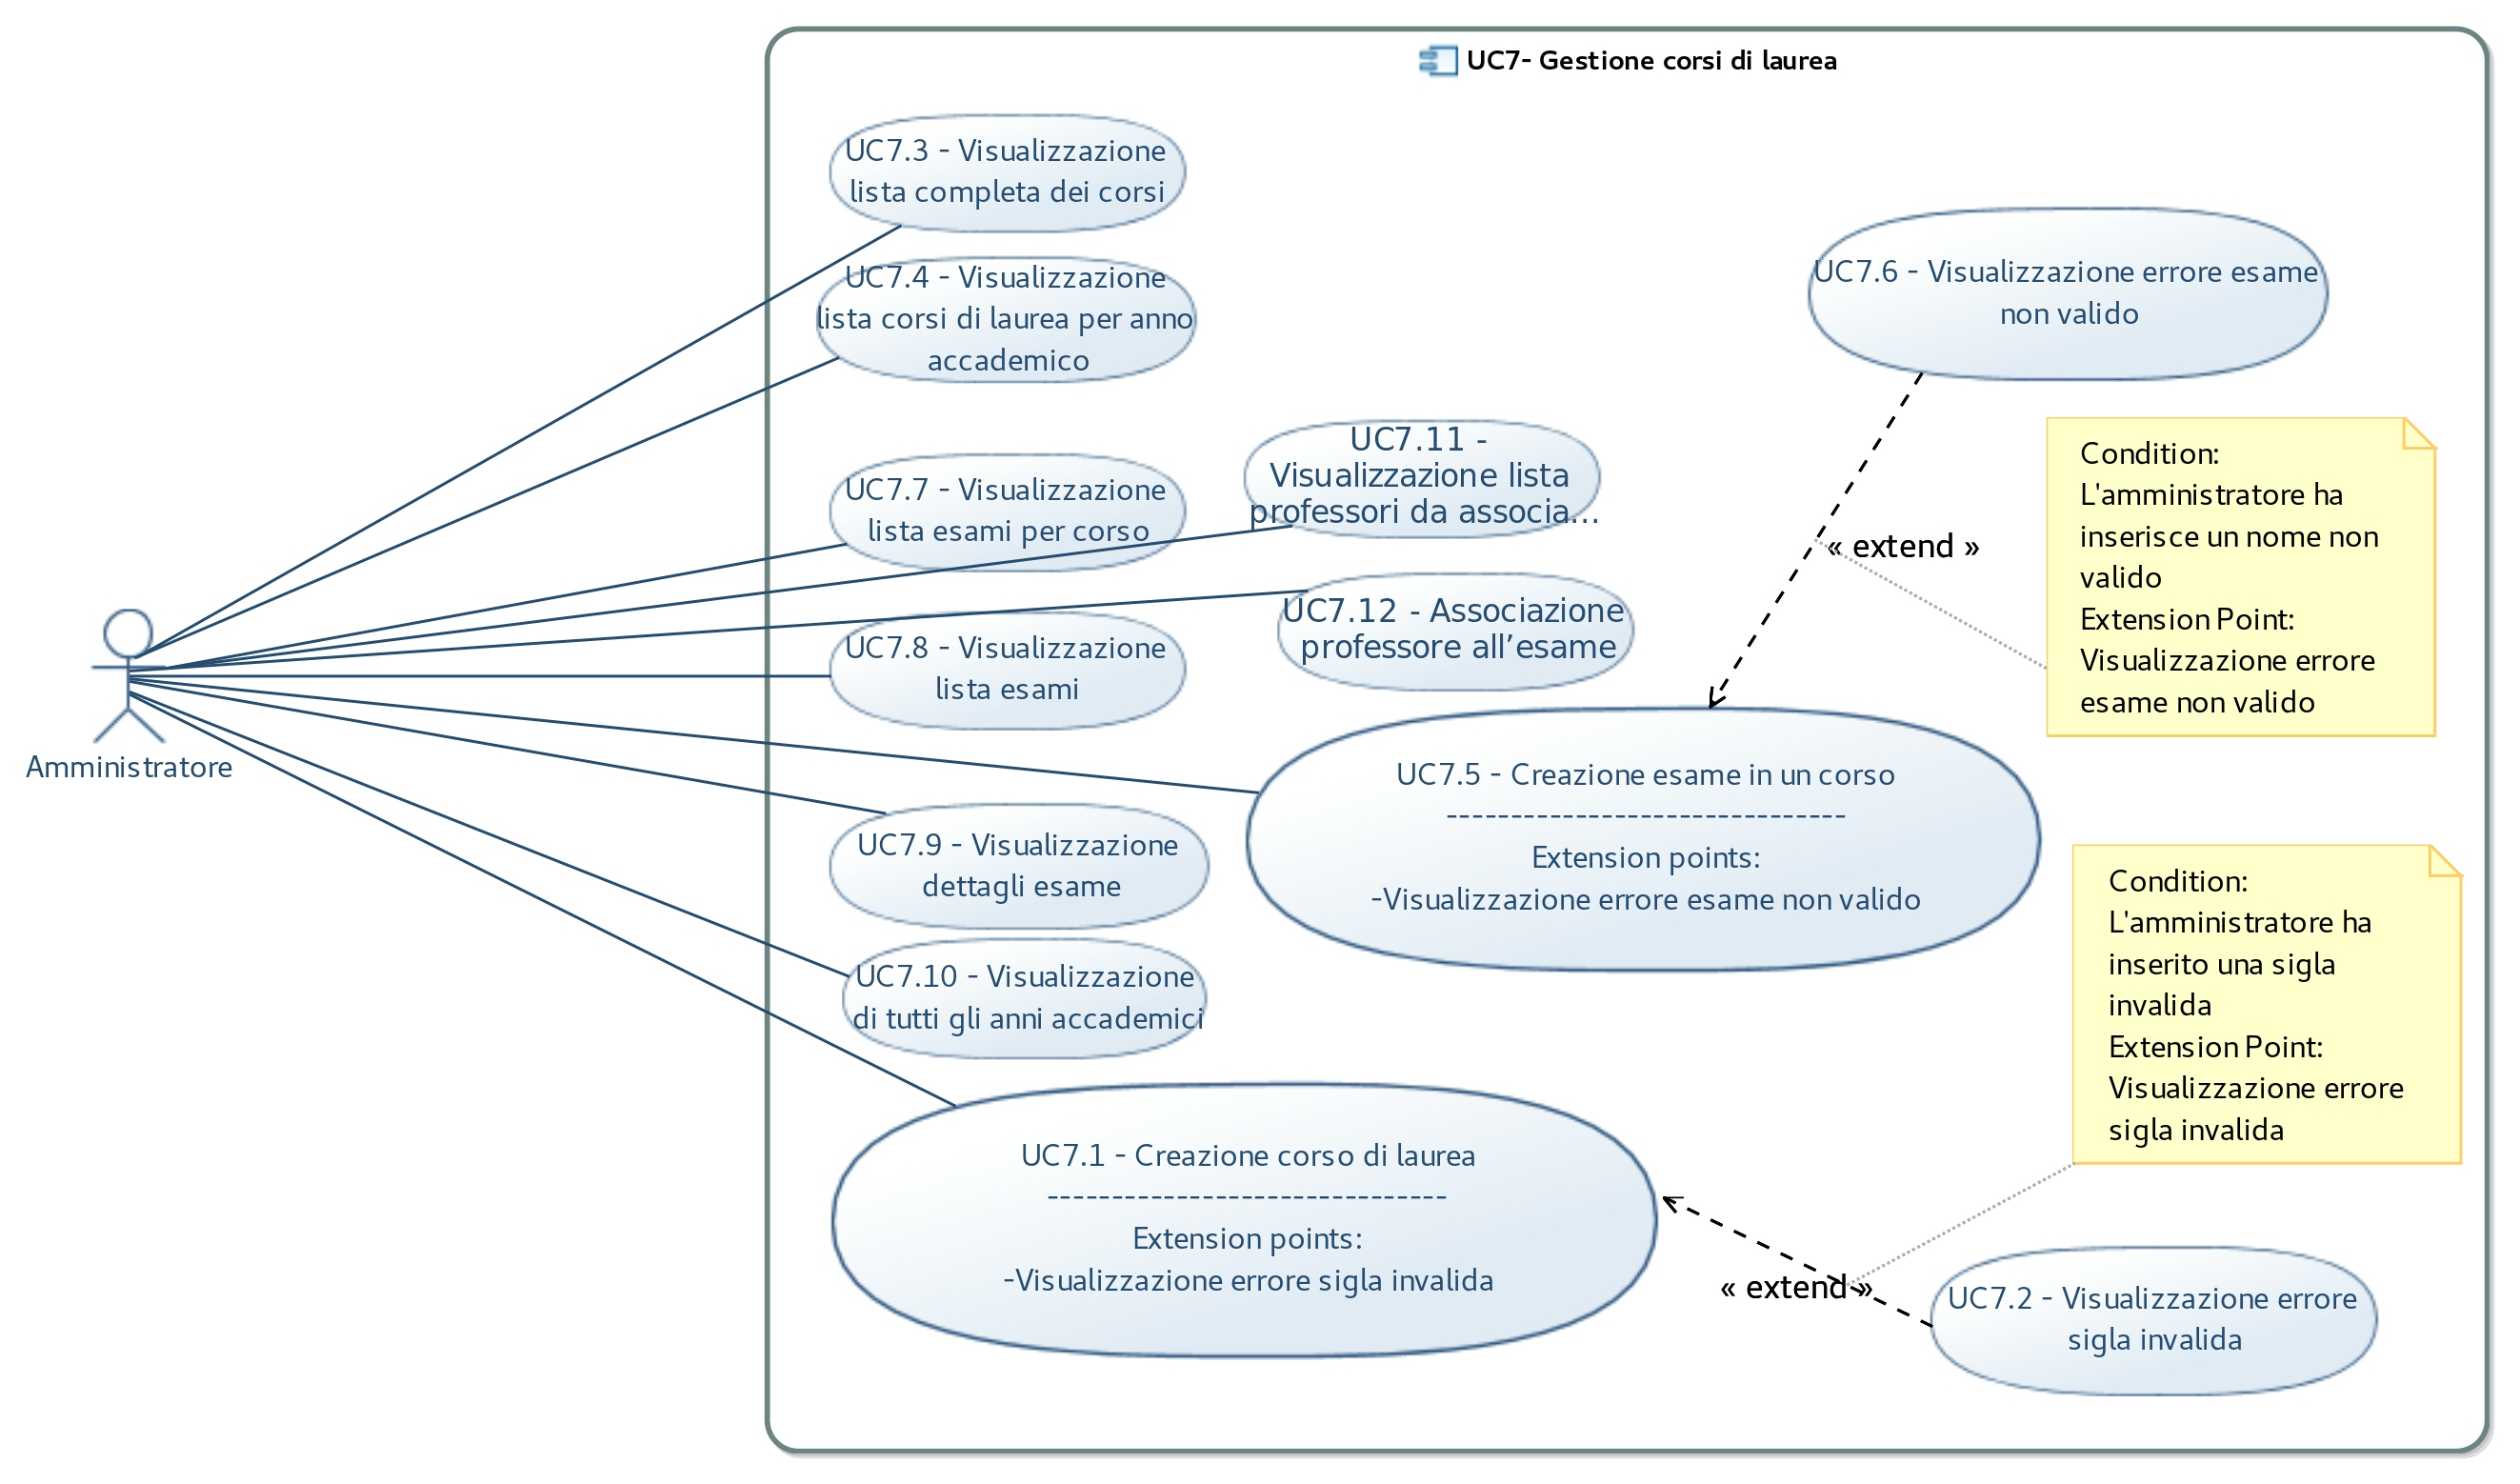 UC7- Gestione corsi di laurea
UC7.3 - Visualizzazione
lista completa dei corsi
UC7.4 - Visualizzazione
lista corsi di laurea per anno
accademico
UC7.6 - Visualizzazione errore esame
non valido
UC7.11 -
Visualizzazione lista
professori da associa...
UC7.7 - Visualizzazione
lista esami per corso
« extend »
Condition:
L'amministratore ha
inserisce un nome non
valido
Extension Point:
Visualizzazione errore
esame non valido
UC7.12 - Associazione
professore all’esame
UC7.8 - Visualizzazione
lista esami
Amministratore
UC7.5 - Creazione esame in un corso
-------------------------------
Extension points:
-Visualizzazione errore esame non valido
UC7.9 - Visualizzazione
dettagli esame
Condition:
L'amministratore ha
inserito una sigla
invalida
Extension Point:
Visualizzazione errore
sigla invalida
UC7.10 - Visualizzazione
di tutti gli anni accademici
UC7.1 - Creazione corso di laurea
-------------------------------
Extension points:
-Visualizzazione errore sigla invalida
« extend »
UC7.2 - Visualizzazione errore
sigla invalida